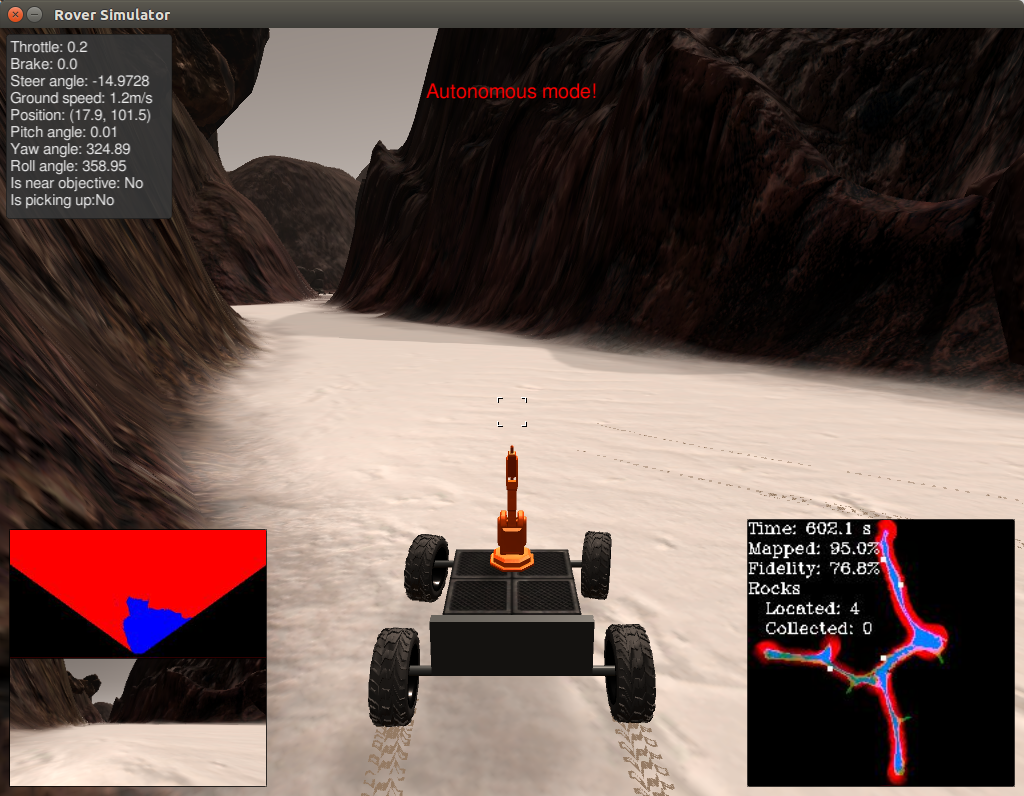 Rover Simulator
Throttle: 0.2
Brake: 0.0
Steer angle: -14.9728
Ground speed: 1.2m/s
Position: (17.9, 101.5)
Pitch angle: 0.01
Yaw angle: 324.89
Roll angle: 358.95
Is near objective: No
Is picking up:No
Autonomous mode!
Time: 602.1 s
Mapped: 95.0%
Fidelity: 76.8%
Rocks
Located: 4
Collected: 0